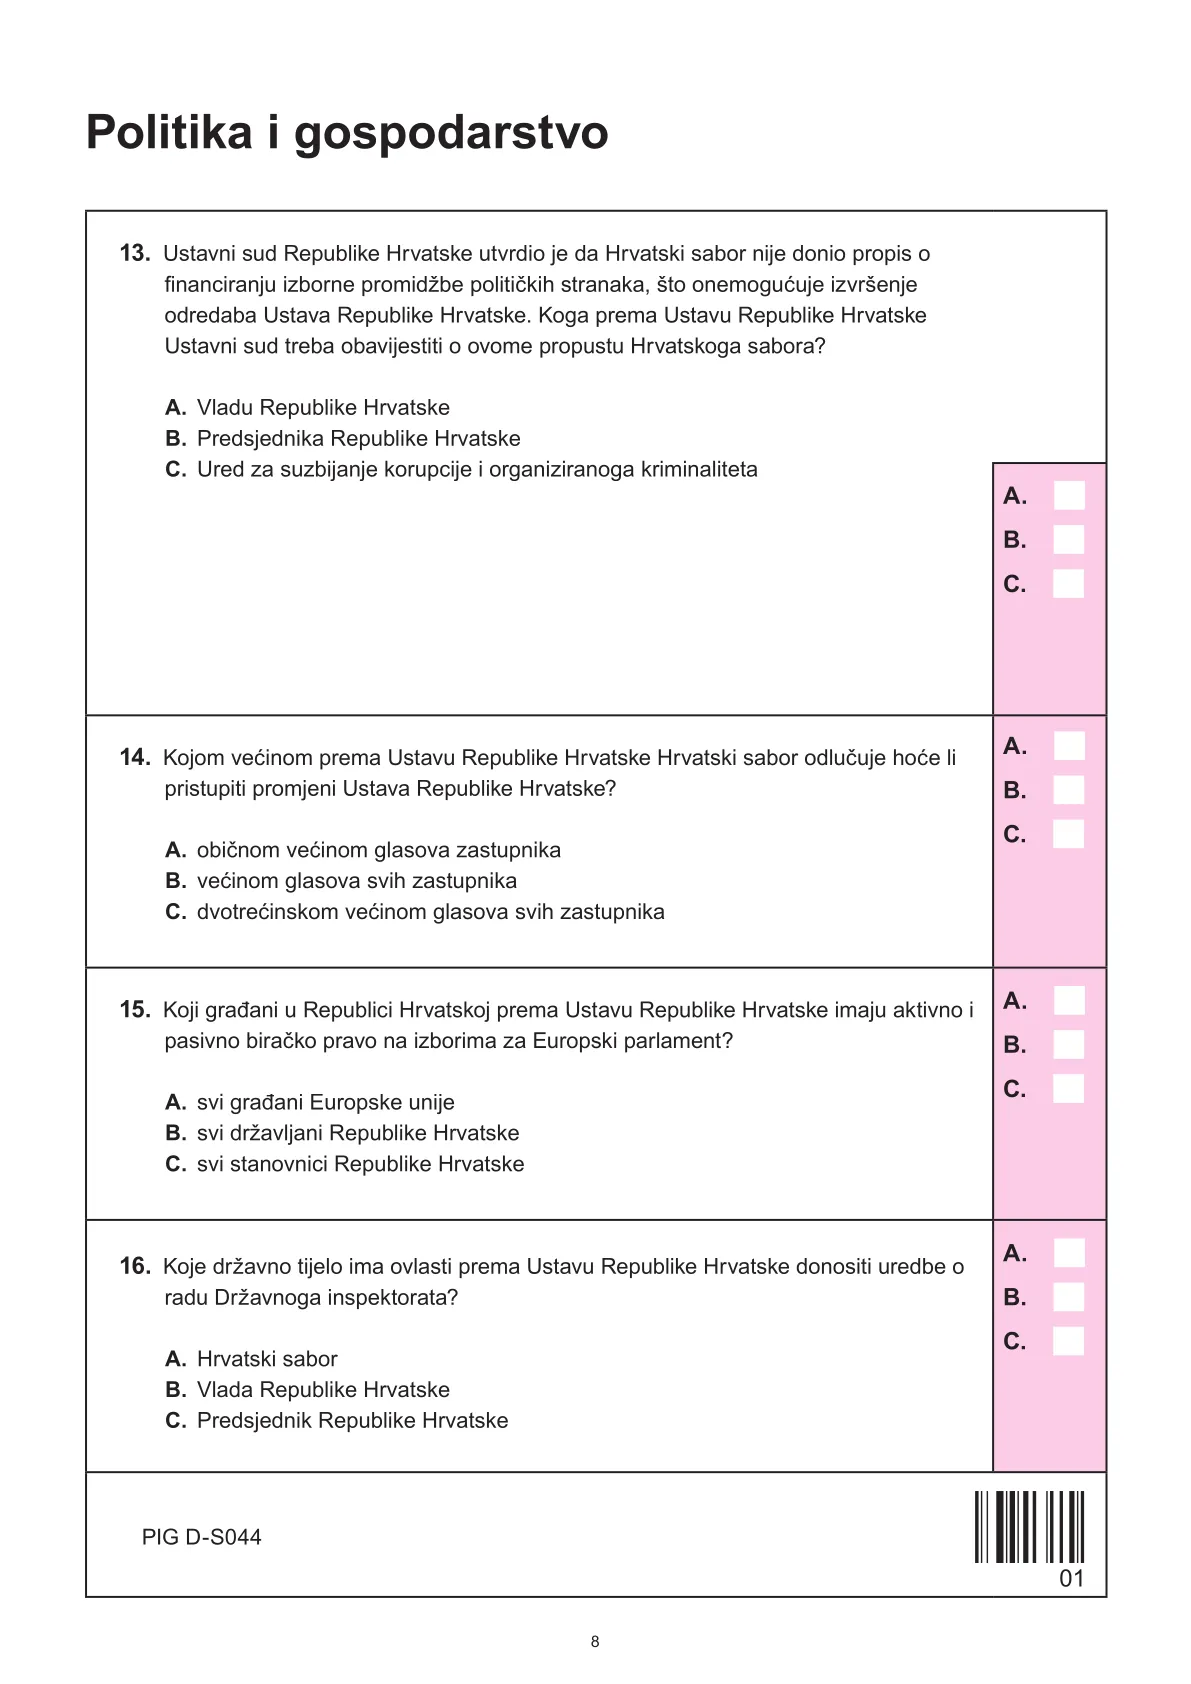 Politika i gospodarstvo
13. Ustavni sud Republike Hrvatske utvrdio je da Hrvatski sabor nije donio propis o
financiranju izborne promidžbe političkih stranaka, što onemogućuje izvršenje
odredaba Ustava Republike Hrvatske. Koga prema Ustavu Republike Hrvatske
Ustavni sud treba obavijestiti o ovome propustu Hrvatskoga sabora?
A. Vladu Republike Hrvatske
B. Predsjednika Republike Hrvatske
C. Ured za suzbijanje korupcije i organiziranoga kriminaliteta
A.
B.
C.
14. Kojom većinom prema Ustavu Republike Hrvatske Hrvatski sabor odlučuje hoće li
pristupiti promjeni Ustava Republike Hrvatske?
A. običnom većinom glasova zastupnika
B. većinom glasova svih zastupnika
C. dvotrećinskom većinom glasova svih zastupnika
A.
B.
C.
15. Koji građani u Republici Hrvatskoj prema Ustavu Republike Hrvatske imaju aktivno i
pasivno biračko pravo na izborima za Europski parlament?
A. svi građani Europske unije
B. svi državljani Republike Hrvatske
C. svi stanovnici Republike Hrvatske
A.
B.
C.
16. Koje državno tijelo ima ovlasti prema Ustavu Republike Hrvatske donositi uredbe o
radu Državnoga inspektorata?
A. Hrvatski sabor
B. Vlada Republike Hrvatske
C. Predsjednik Republike Hrvatske
A.
B.
C.
PIG D-S044
01
8